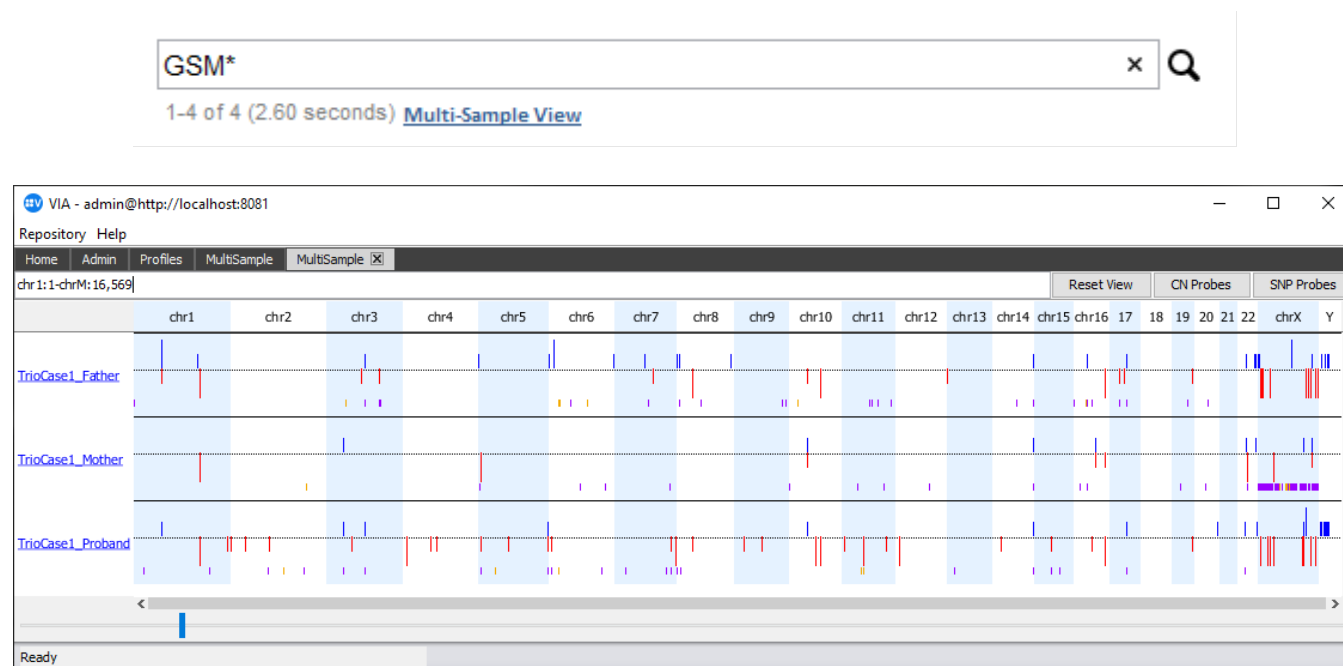 GSM*
1-4 of 4 (2.60 seconds) Multi-Sample View
VIA - admin@http://localhost:8081
Repository Help
Home Admin Profiles MultiSample MultiSample
chr1:1-chrM:16,569 Reset View CN Probes SNP Probes
chr1 chr2 chr3 chr4 chr5 chr6 chr7 chr8 chr9 chr10 chr11 chr12 chr13 chr14 chr15 chr16 17 18 19 20 21 22 chrX Y
TrioCase1_Father
TrioCase1_Mother
TrioCase1_Proband
Ready